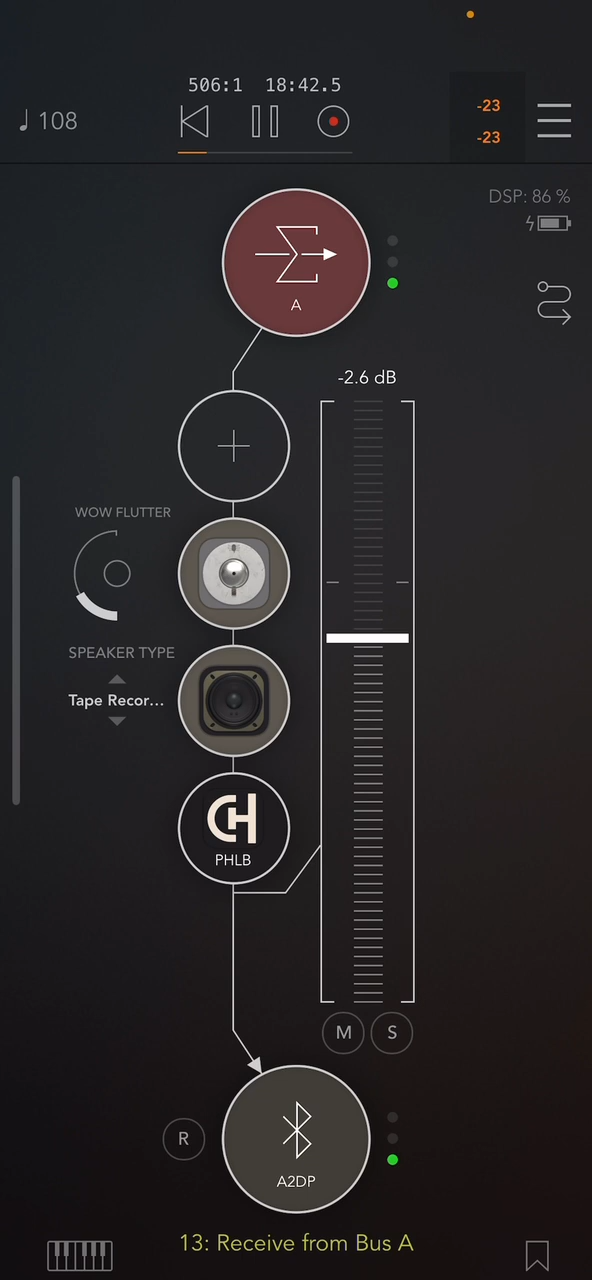 506:1 18:42.5
108
-23
-23
DSP: 86 %
A
-2.6 dB
WOW FLUTTER
SPEAKER TYPE
Tape Recor...
CH
PHLB
M
S
R
A2DP
13: Receive from Bus A